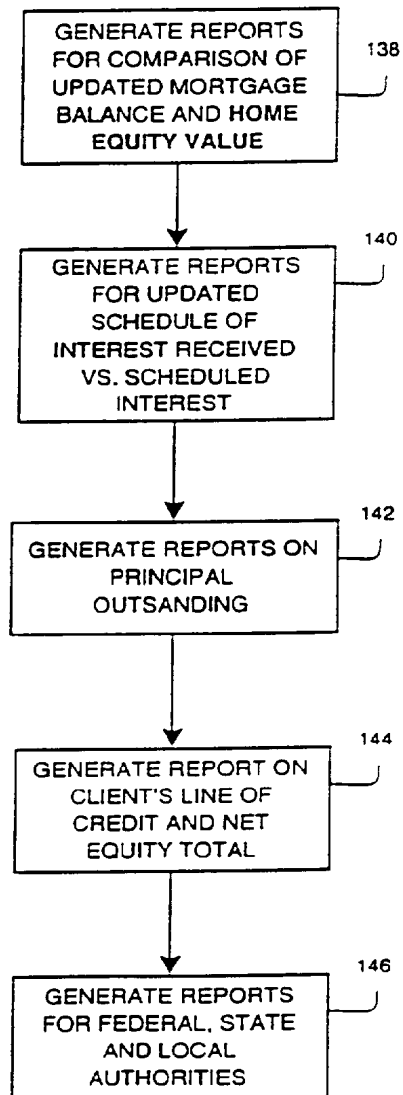 GENERATE REPORTS
FOR COMPARISON OF
UPDATED MORTGAGE
BALANCE AND HOME
EQUITY VALUE
138
GENERATE REPORTS
FOR UPDATED
SCHEDULE OF
INTEREST RECEIVED
VS. SCHEDULED
INTEREST
140
GENERATE REPORTS ON
PRINCIPAL
OUTSANDING
142
GENERATE REPORT ON
CLIENT'S LINE OF
CREDIT AND NET
EQUITY TOTAL
144
GENERATE REPORTS
FOR FEDERAL, STATE
AND LOCAL
AUTHORITIES
146